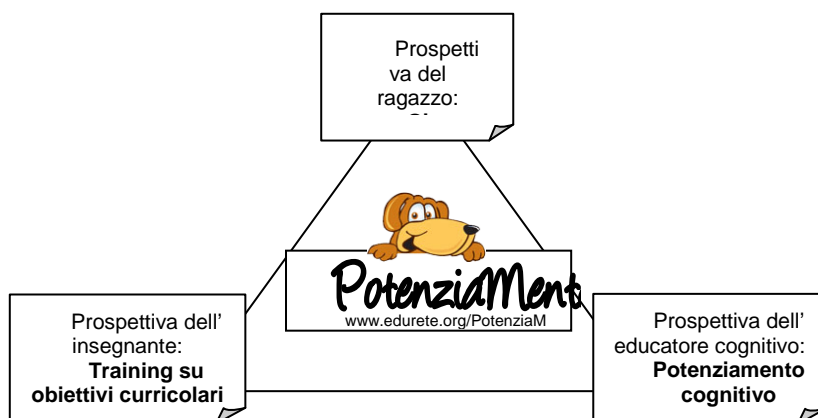 Prospetti
va del
ragazzo:
PotenziaMent
www.edurete.org/PotenziaM
Prospettiva dell’
insegnante:
Training su
obiettivi curricolari
Prospettiva dell’
educatore cognitivo:
Potenziamento
cognitivo